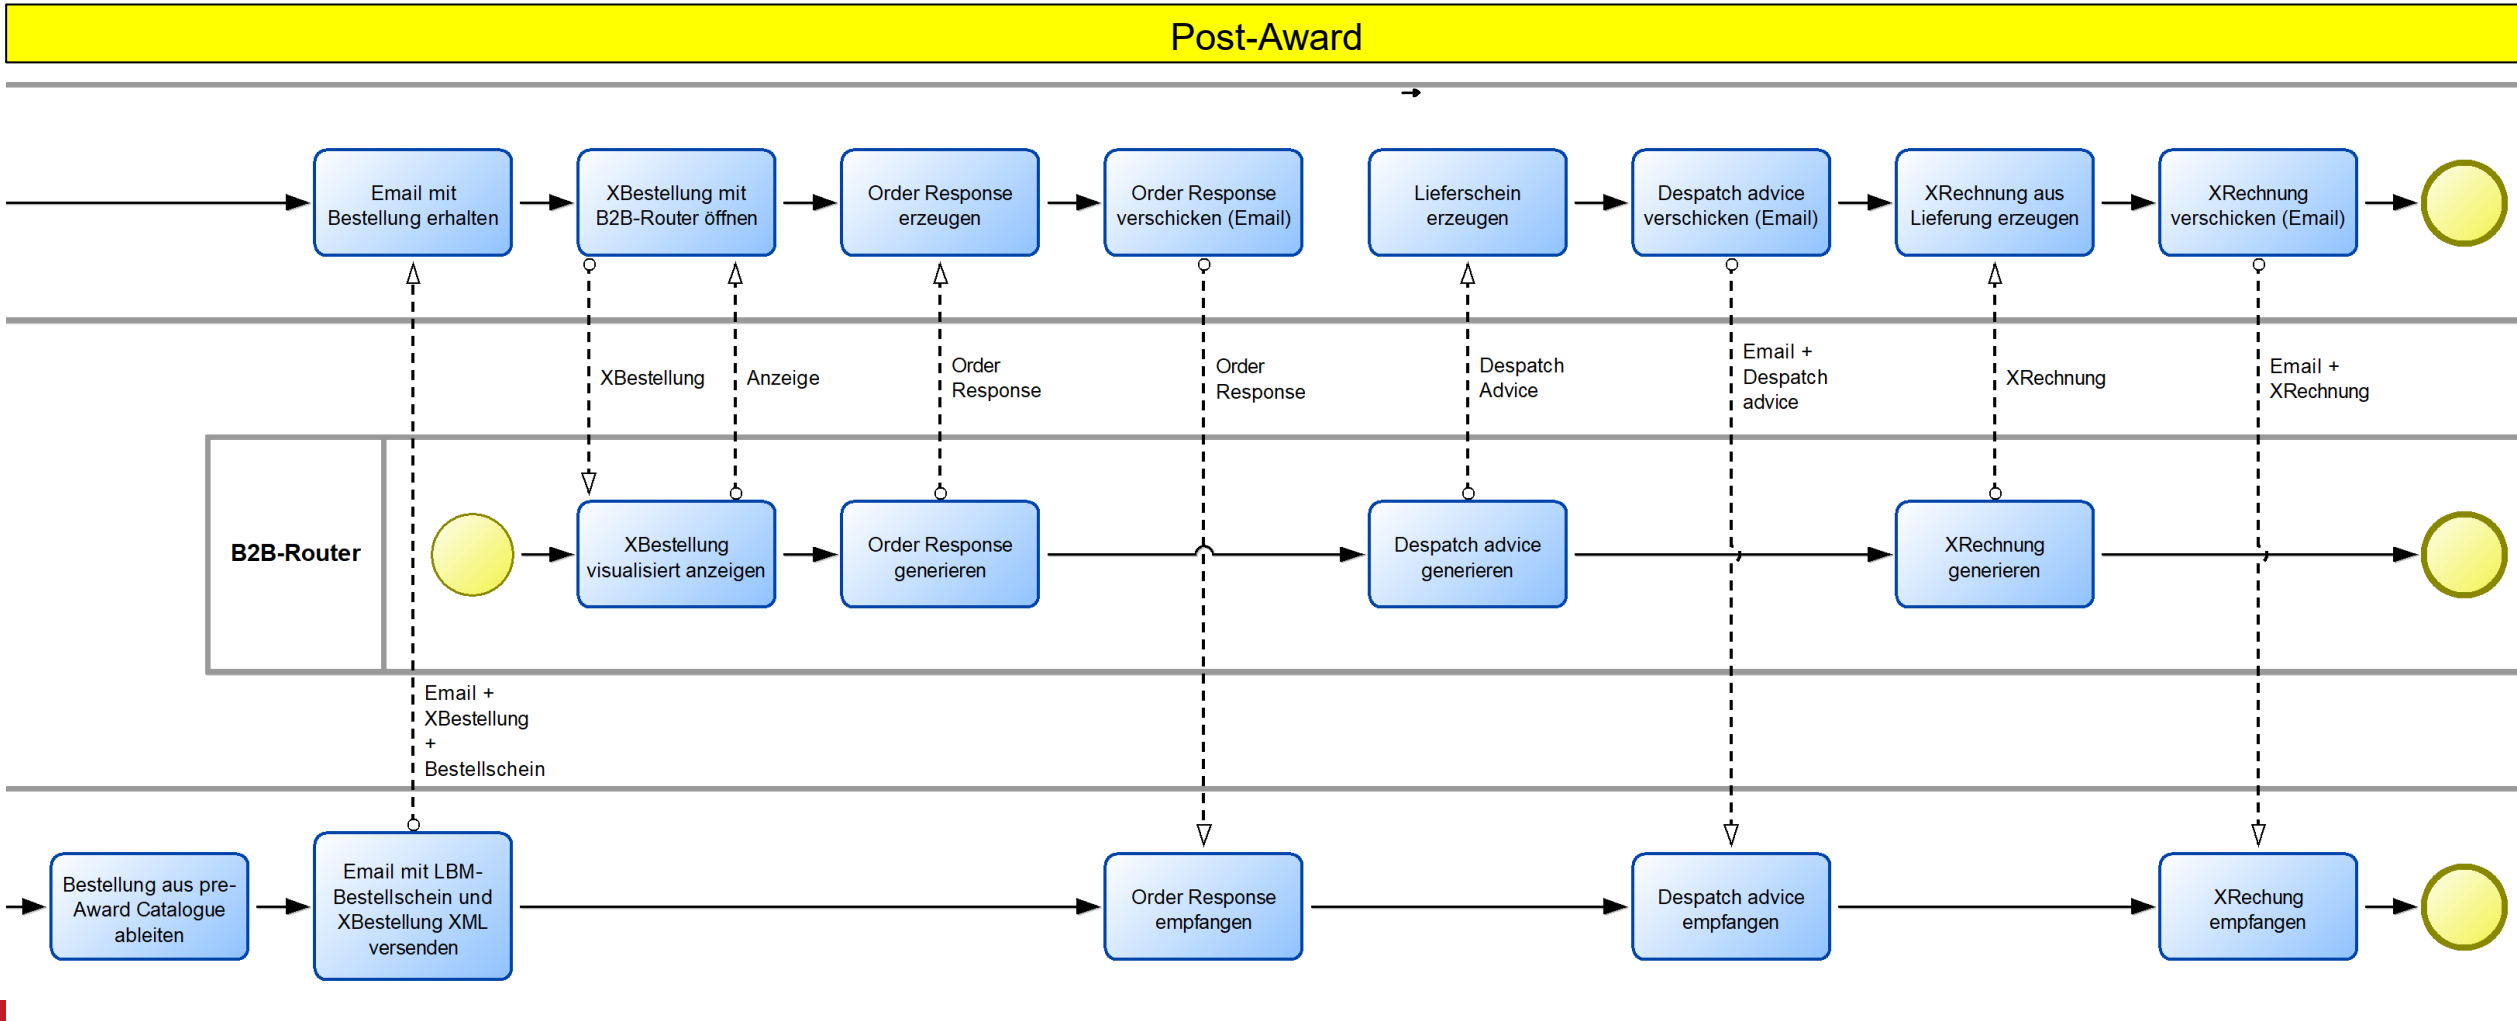 Post-Award
Email mit
Bestellung erhalten
XBestellung mit
B2B-Router öffnen
Order Response
erzeugen
Order Response
verschicken (Email)
Lieferschein
erzeugen
Despatch advice
verschicken (Email)
XRechnung aus
Lieferung erzeugen
XRechnung
verschicken (Email)
XBestellung
Anzeige
Order
Response
Order
Response
Despatch
Advice
Email +
Despatch
advice
XRechnung
Email +
XRechnung
B2B-Router
XBestellung
visualisiert anzeigen
Order Response
generieren
Despatch advice
generieren
XRechnung
generieren
Email +
XBestellung
+
Bestellschein
Bestellung aus pre-
Award Catalogue
ableiten
Email mit LBM-
Bestellschein und
XBestellung XML
versenden
Order Response
empfangen
Despatch advice
empfangen
XRechung
empfangen